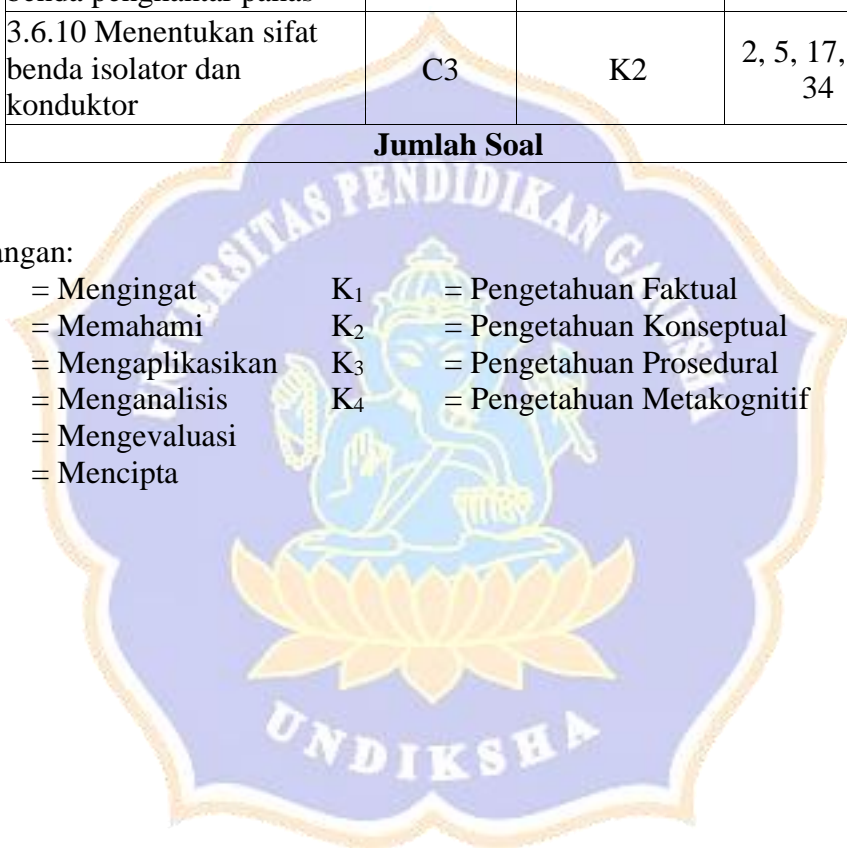 benda penghantar panas
3.6.10 Menentukan sifat
benda isolator dan
konduktor
C3
K2
2, 5, 17,
34
Jumlah Soal
angan:
= Mengingat K1 = Pengetahuan Faktual
= Memahami K2 = Pengetahuan Konseptual
= Mengaplikasikan K3 = Pengetahuan Prosedural
= Menganalisis K4 = Pengetahuan Metakognitif
= Mengevaluasi
= Mencipta
UNIVERSITAS PENDIDIKAN GANESHA
UNDIKSHA